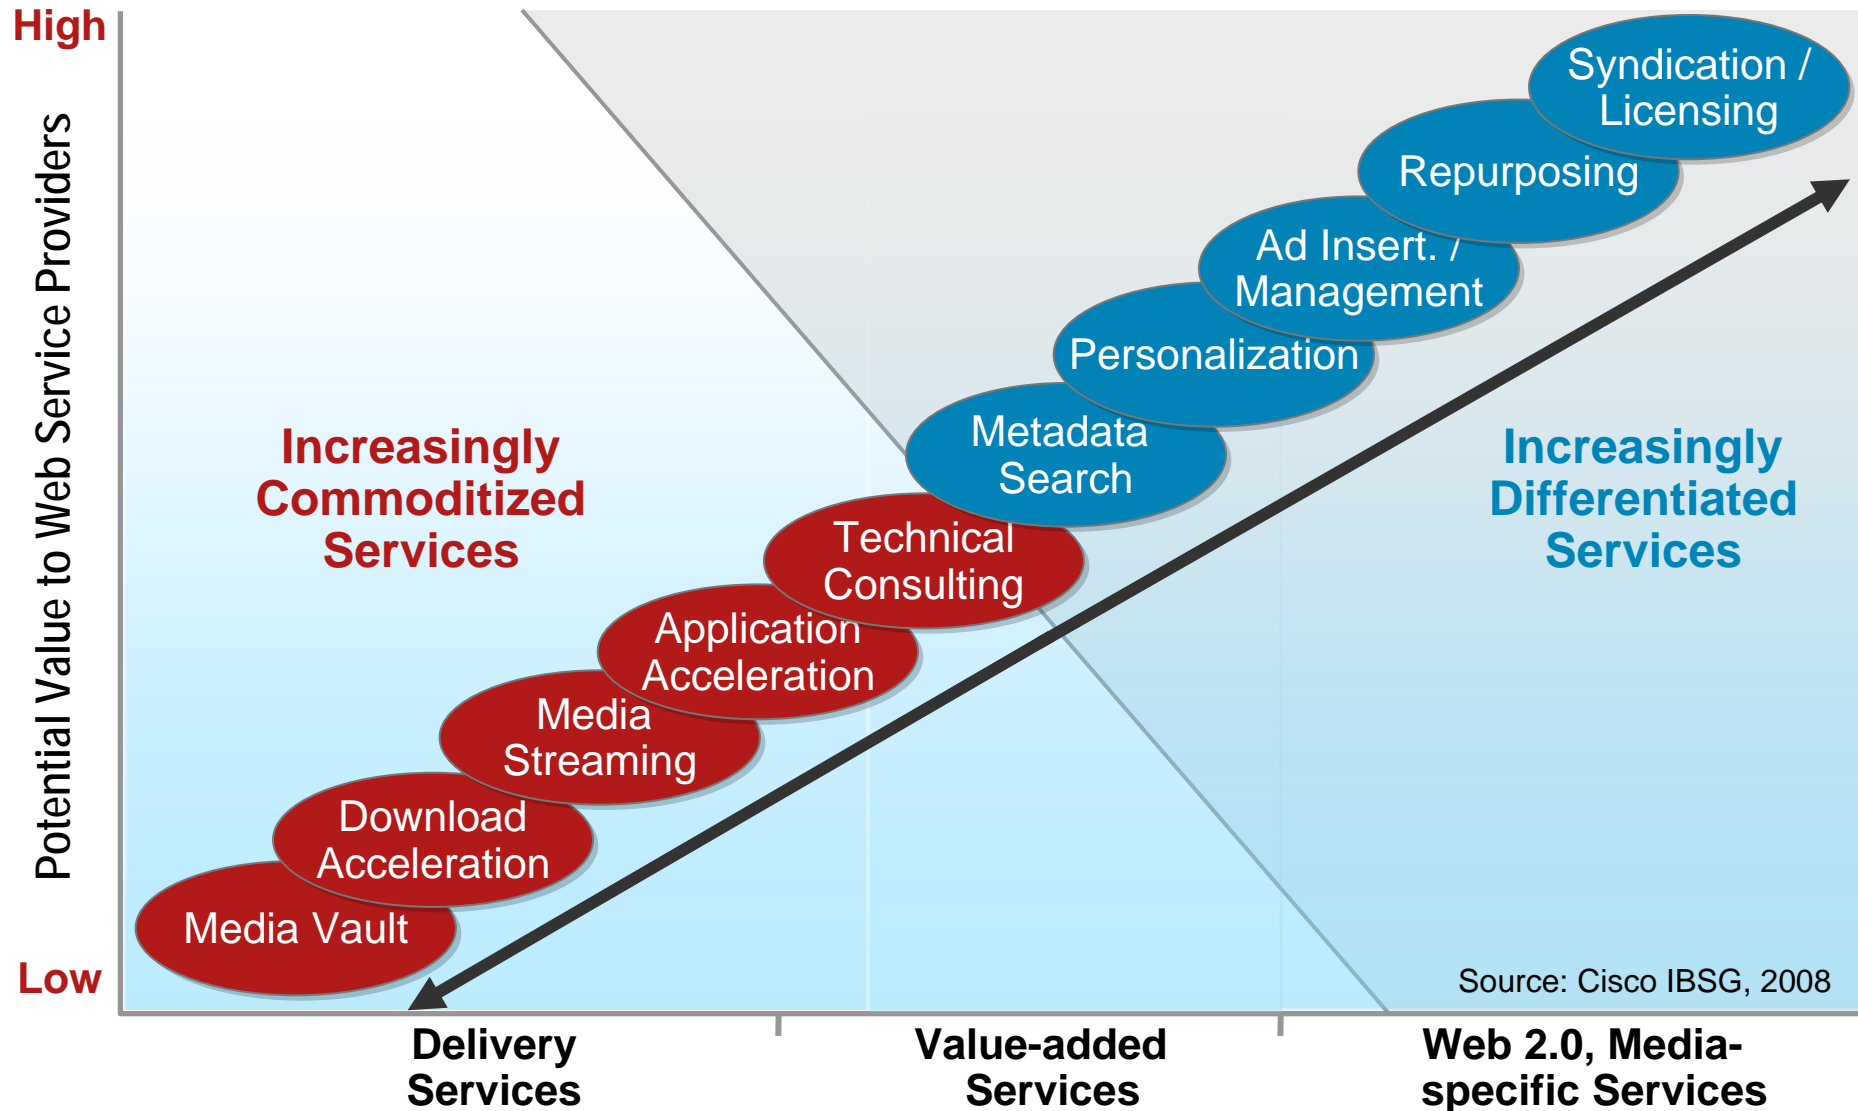 High
Potential Value to Web Service Providers
Low
Syndication /
Licensing
Repurposing
Ad Insert. /
Management
Personalization
Metadata
Search
Technical
Consulting
Application
Acceleration
Media
Streaming
Download
Acceleration
Media Vault
Increasingly
Commoditized
Services
Increasingly
Differentiated
Services
Source: Cisco IBSG, 2008
Delivery
Services
Value-added
Services
Web 2.0, Media-
specific Services